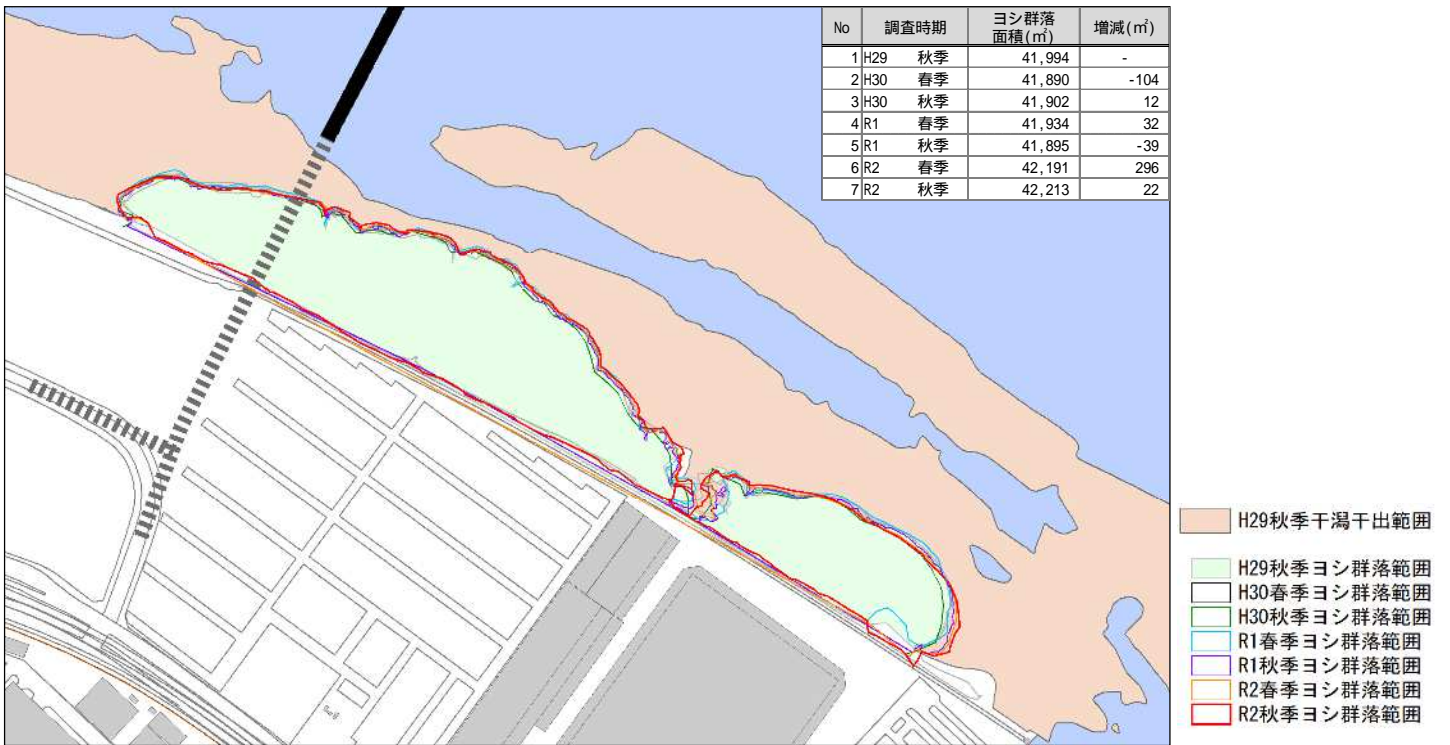 No 調査時期 ヨシ群落面積(㎡) 増減(㎡)
1 H29 秋季 41,994 -
2 H30 春季 41,890 -104
3 H30 秋季 41,902 12
4 R1 春季 41,934 32
5 R1 秋季 41,895 -39
6 R2 春季 42,191 296
7 R2 秋季 42,213 22
H29秋季干潟干出範囲
H29秋季ヨシ群落範囲
H30春季ヨシ群落範囲
H30秋季ヨシ群落範囲
R1春季ヨシ群落範囲
R1秋季ヨシ群落範囲
R2春季ヨシ群落範囲
R2秋季ヨシ群落範囲